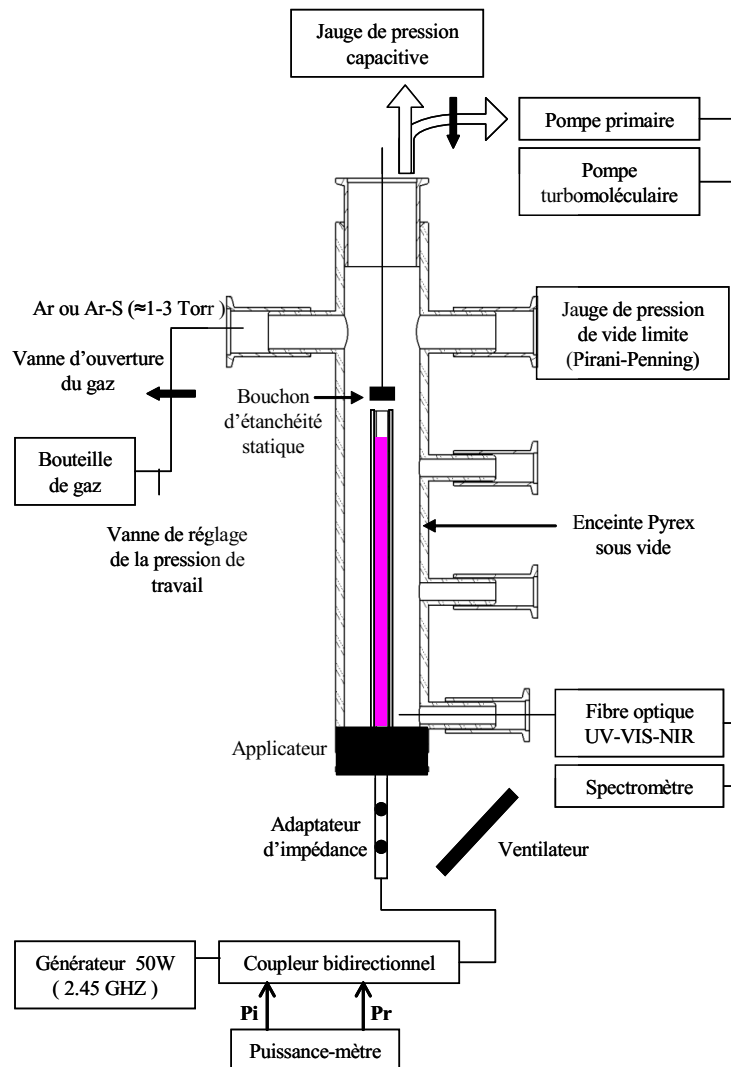 Jauge de pression
capacitive
Pompe primaire
Pompe
turbomoléculaire
Ar ou Ar-S (≈1-3 Torr )
Jauge de pression
de vide limite
(Pirani-Penning)
Vanne d'ouverture
du gaz
Bouchon
d'étanchéité
statique
Bouteille
de gaz
Vanne de réglage
de la pression de
travail
Enceinte Pyrex
sous vide
Fibre optique
UV-VIS-NIR
Applicateur
Spectromètre
Adaptateur
d'impédance
Ventilateur
Générateur 50W
( 2.45 GHZ )
Coupleur bidirectionnel
Pi
Pr
Puissance-mètre